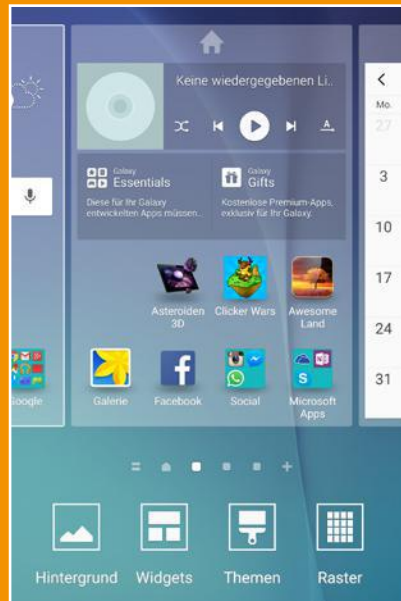 Keine wiedergegebenen Li..
Mo.
27
Galaxy
Essentials
Galaxy
Gifts
Diese für Ihr Galaxy
entwickelten Apps müssen..
Kostenlose Premium-Apps,
exklusiv für Ihr Galaxy.
3
10
17
24
31
Asteroiden
3D
Clicker Wars
Awesome
Land
Google
Galerie
Facebook
Social
Microsoft
Apps
Hintergrund
Widgets
Themen
Raster